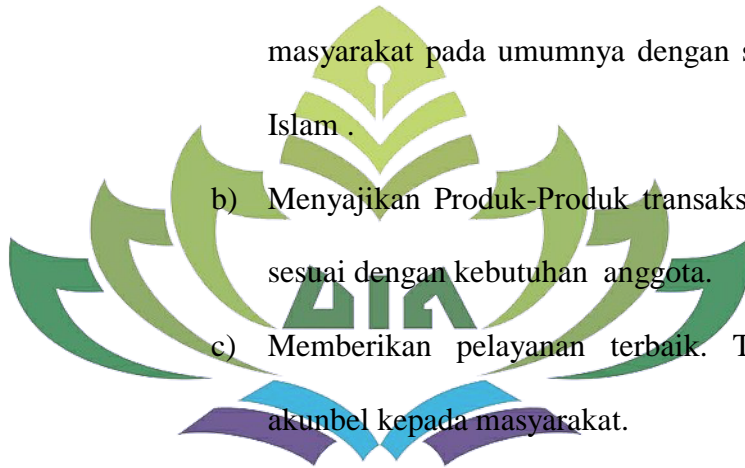 masyarakat pada umumnya dengan s
Islam .
b) Menyajikan Produk-Produk transaks
sesuai dengan kebutuhan anggota.
c) Memberikan pelayanan terbaik. T
akunbel kepada masyarakat.